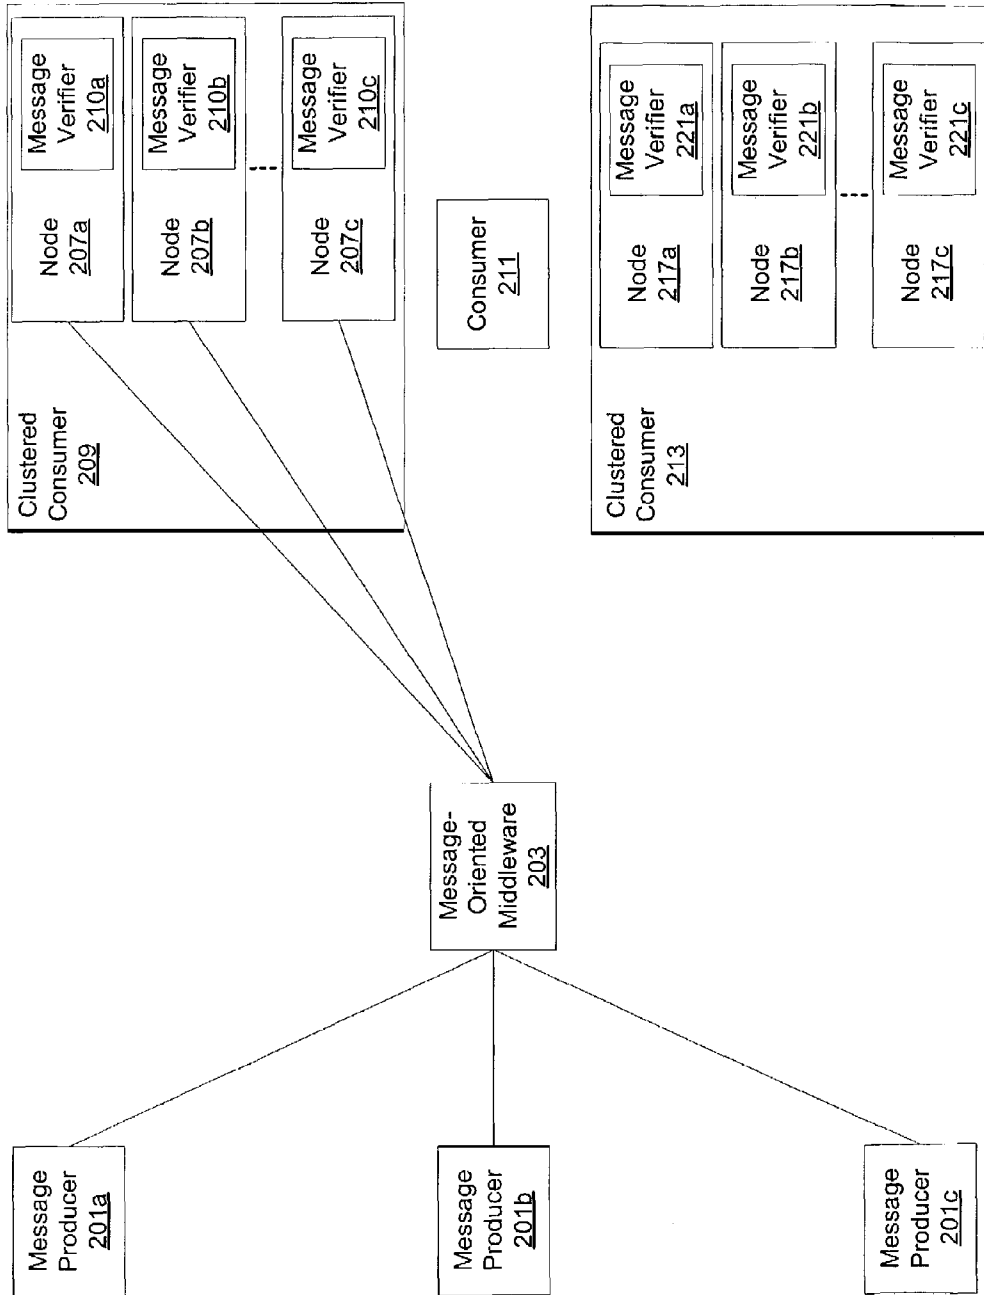 Clustered
Consumer
209
Node
207a
Message
Verifier
210a
Node
207b
Message
Verifier
210b
Node
207c
Message
Verifier
210c
Message
Producer
201a
Message
Producer
201b
Message-
Oriented
Middleware
203
Consumer
211
Message
Producer
201c
Clustered
Consumer
213
Node
217a
Message
Verifier
221a
Node
217b
Message
Verifier
221b
Node
217c
Message
Verifier
221c